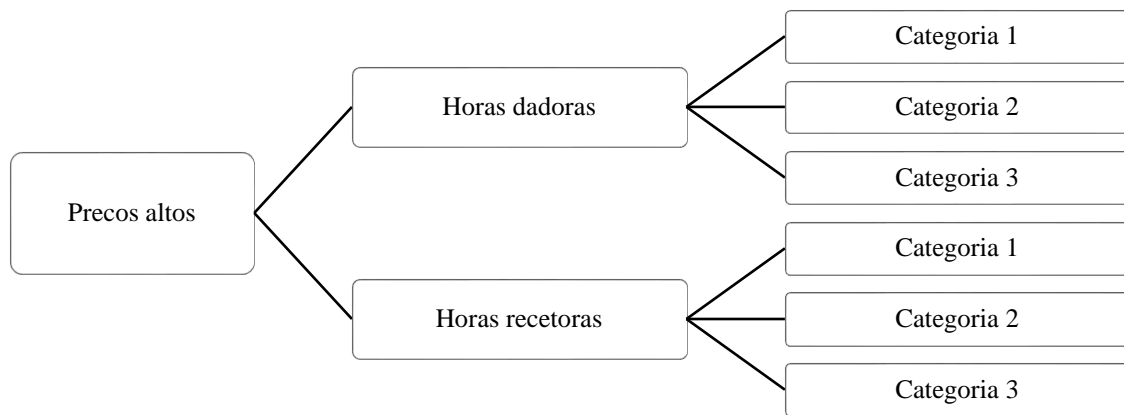 Precos altos
Horas dadoras
Categoria 1
Categoria 2
Categoria 3
Horas recetoras
Categoria 1
Categoria 2
Categoria 3